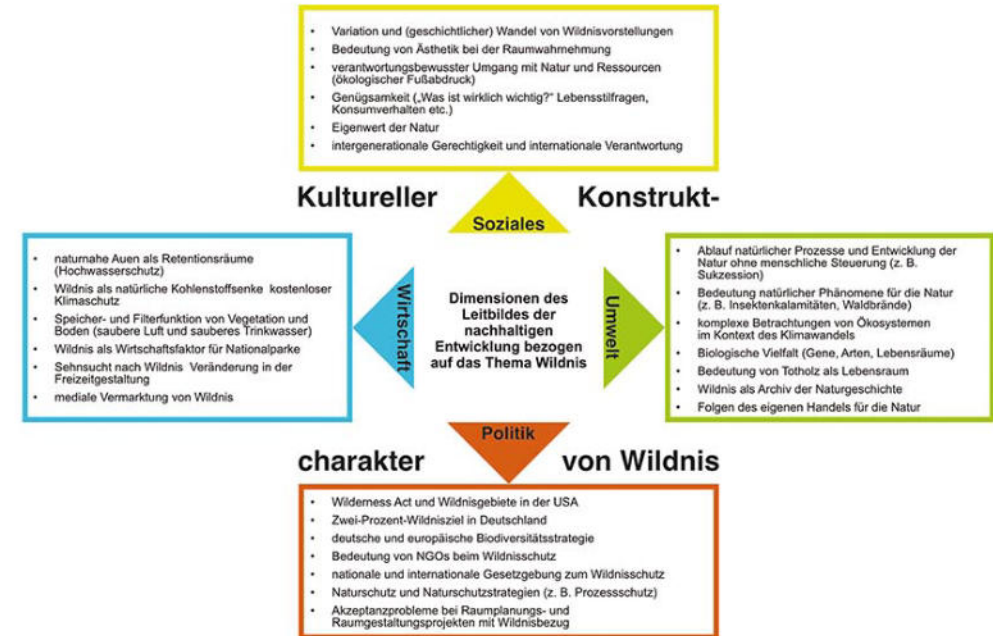 • Variation und (geschichtlicher) Wandel von Wildnisvorstellungen
• Bedeutung von Ästhetik bei der Raumwahrnehmung
• verantwortungsbewusster Umgang mit Natur und Ressourcen
(ökologischer Fußabdruck)
• Genügsamkeit („Was ist wirklich wichtig?" Lebensstilfragen,
Konsumverhalten etc.)
• Eigenwert der Natur
• intergenerationale Gerechtigkeit und internationale Verantwortung
Kultureller Konstrukt-
Soziales
• naturnahe Auen als Retentionsräume
(Hochwasserschutz)
• Wildnis als natürliche Kohlenstoffsenke kostenloser
Klimaschutz
• Speicher- und Filterfunktion von Vegetation und
Boden (saubere Luft und sauberes Trinkwasser)
• Wildnis als Wirtschaftsfaktor für Nationalparke
• Sehnsucht nach Wildnis Veränderung in der
Freizeitgestaltung
• mediale Vermarktung von Wildnis
Wirtschaft
Dimensionen des
Leitbildes der
nachhaltigen
Entwicklung bezogen
auf das Thema Wildnis
Umwelt
• Ablauf natürlicher Prozesse und Entwicklung der
Natur ohne menschliche Steuerung (z. B.
Sukzession)
• Bedeutung natürlicher Phänomene für die Natur
(z. B. Insektenkalamitäten, Waldbrände)
• komplexe Betrachtungen von Ökosystemen
im Kontext des Klimawandels
• Biologische Vielfalt (Gene, Arten, Lebensräume)
• Bedeutung von Totholz als Lebensraum
• Wildnis als Archiv der Naturgeschichte
• Folgen des eigenen Handels für die Natur
Politik
charakter von Wildnis
• Wilderness Act und Wildnisgebiete in der USA
• Zwei-Prozent-Wildnisziel in Deutschland
• deutsche und europäische Biodiversitätsstrategie
• Bedeutung von NGOs beim Wildnisschutz
• nationale und internationale Gesetzgebung zum Wildnisschutz
• Naturschutz und Naturschutzstrategien (z. B. Prozessschutz)
• Akzeptanzprobleme bei Raumplanungs- und
Raumgestaltungsprojekten mit Wildnisbezug